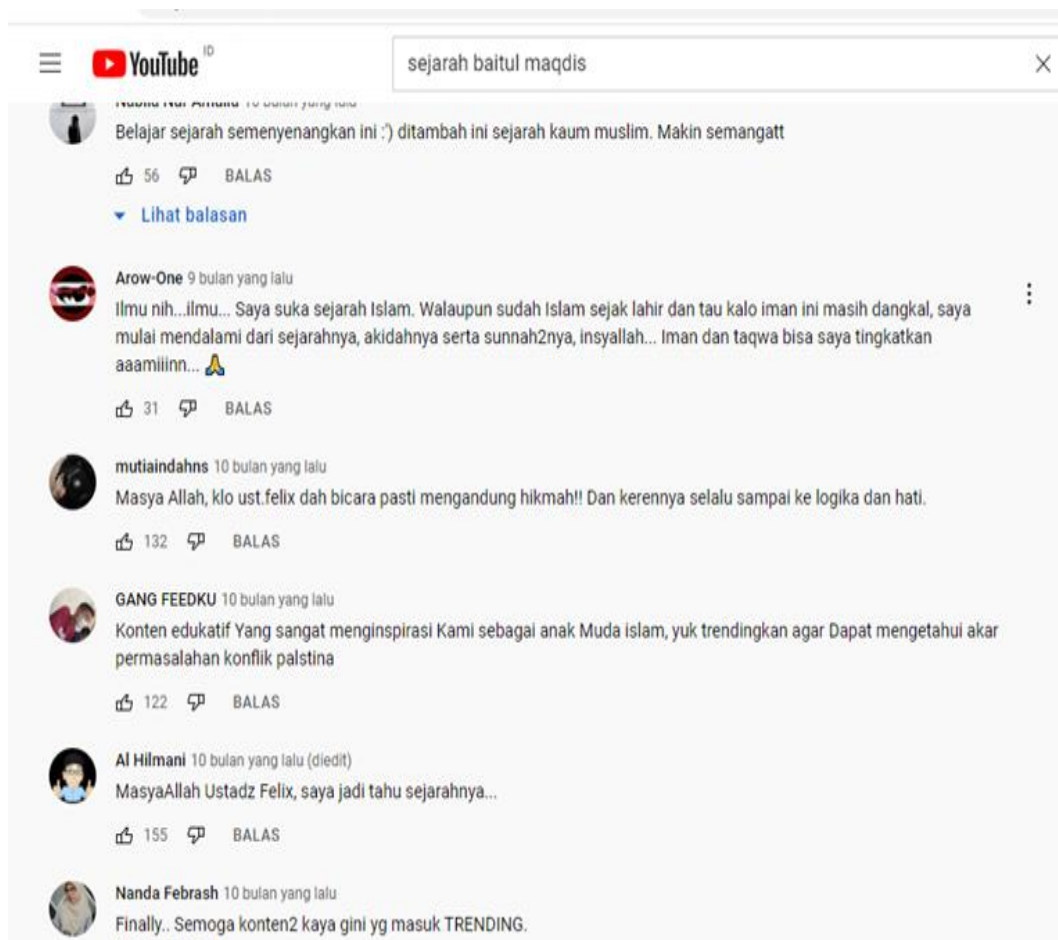 YouTube ID
sejarah baitul maqdis
Belajar sejarah semenyenangkan ini :') ditambah ini sejarah kaum muslim. Makin semangatt
56 BALAS
Lihat balasan
Arow-One 9 bulan yang lalu
Ilmu nih...ilmu... Saya suka sejarah Islam. Walaupun sudah Islam sejak lahir dan tau kalo iman ini masih dangkal, saya
mulai mendalami dari sejarahnya, akidahnya serta sunnah2nya, insyallah... Iman dan taqwa bisa saya tingkatkan
aaamiiinn... 🙏
31 BALAS
mutiaindahns 10 bulan yang lalu
Masya Allah, klo ust.felix dah bicara pasti mengandung hikmah!! Dan kerennya selalu sampai ke logika dan hati.
132 BALAS
GANG FEEDKU 10 bulan yang lalu
Konten edukatif Yang sangat menginspirasi Kami sebagai anak Muda islam, yuk trendingkan agar Dapat mengetahui akar
permasalahan konflik palstina
122 BALAS
Al Hilmani 10 bulan yang lalu (diedit)
MasyaAllah Ustadz Felix, saya jadi tahu sejarahnya...
155 BALAS
Nanda Febrash 10 bulan yang lalu
Finally.. Semoga konten2 kaya gini yg masuk TRENDING.